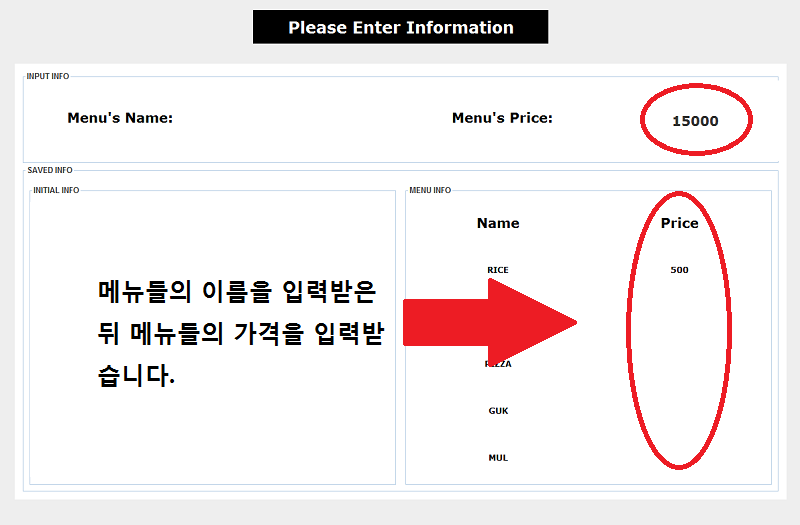 Please Enter Information
INPUT INFO
Menu's Name:
Menu's Price:
15000
SAVED INFO
INITIAL INFO
MENU INFO
Name
Price
RICE
500
메뉴들의 이름을 입력받은
뒤 메뉴들의 가격을 입력받
습니다.
PIZZA
GUK
MUL